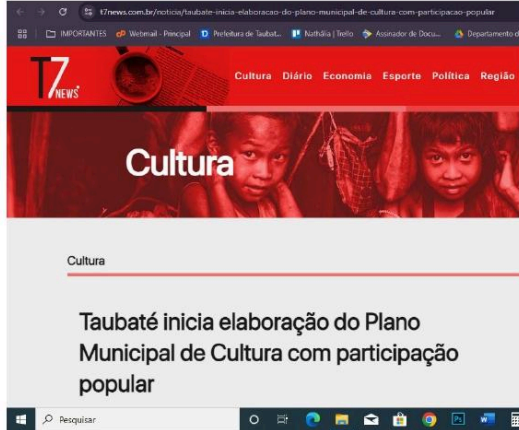 t7news.com.br/noticia/taubate-inicia-elaboracao-do-plano-municipal-de-cultura-com-participacao-popular
IMPORTANTES Webmail - Principal Prefeitura de Taubat... Nathália | Trello Assinador de Docu... Departamento d
T7 NEWS
Cultura Diário Economia Esporte Política Região
Cultura
Cultura
Taubaté inicia elaboração do Plano
Municipal de Cultura com participação
popular
Pesquisar